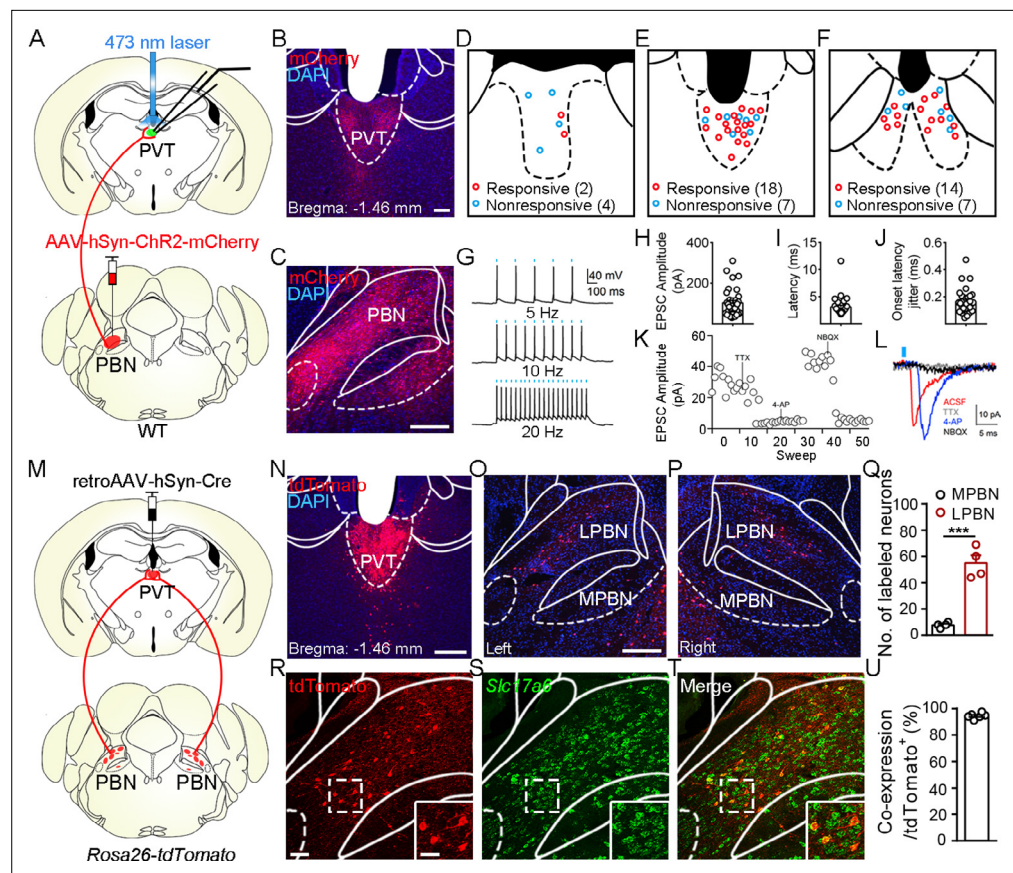 A
473 nm laser
PVT
AAV-hSyn-ChR2-mCherry
PBN
WT
B
mCherry
DAPI
PVT
Bregma: -1.46 mm
C
mCherry
DAPI
PBN
D
Responsive (2)
Nonresponsive (4)
E
Responsive (18)
Nonresponsive (7)
F
Responsive (14)
Nonresponsive (7)
G
40 mV
100 ms
5 Hz
10 Hz
20 Hz
H
EPSC Amplitude
(pA)
400
200
0
I
Latency (ms)
15
10
5
0
J
Onset latency
jitter (ms)
0.6
0.4
0.2
0.0
K
EPSC Amplitude
(pA)
60
40
20
0
TTX
4-AP
NBQX
0 10 20 30 40 50
Sweep
L
ACSF
TTX
4-AP
NBQX
10 pA
5 ms
M
retroAAV-hSyn-Cre
PVT
PBN
PBN
Rosa26-tdTomato
N
tdTomato
DAPI
PVT
Bregma: -1.46 mm
O
LPBN
MPBN
Left
P
LPBN
MPBN
Right
Q
MPBN
LPBN
No. of labeled neurons
100
80
60
40
20
0
***
R
tdTomato
S
Slc17a6
T
Merge
U
Co-expression
/tdTomato+ (%)
100
50
0